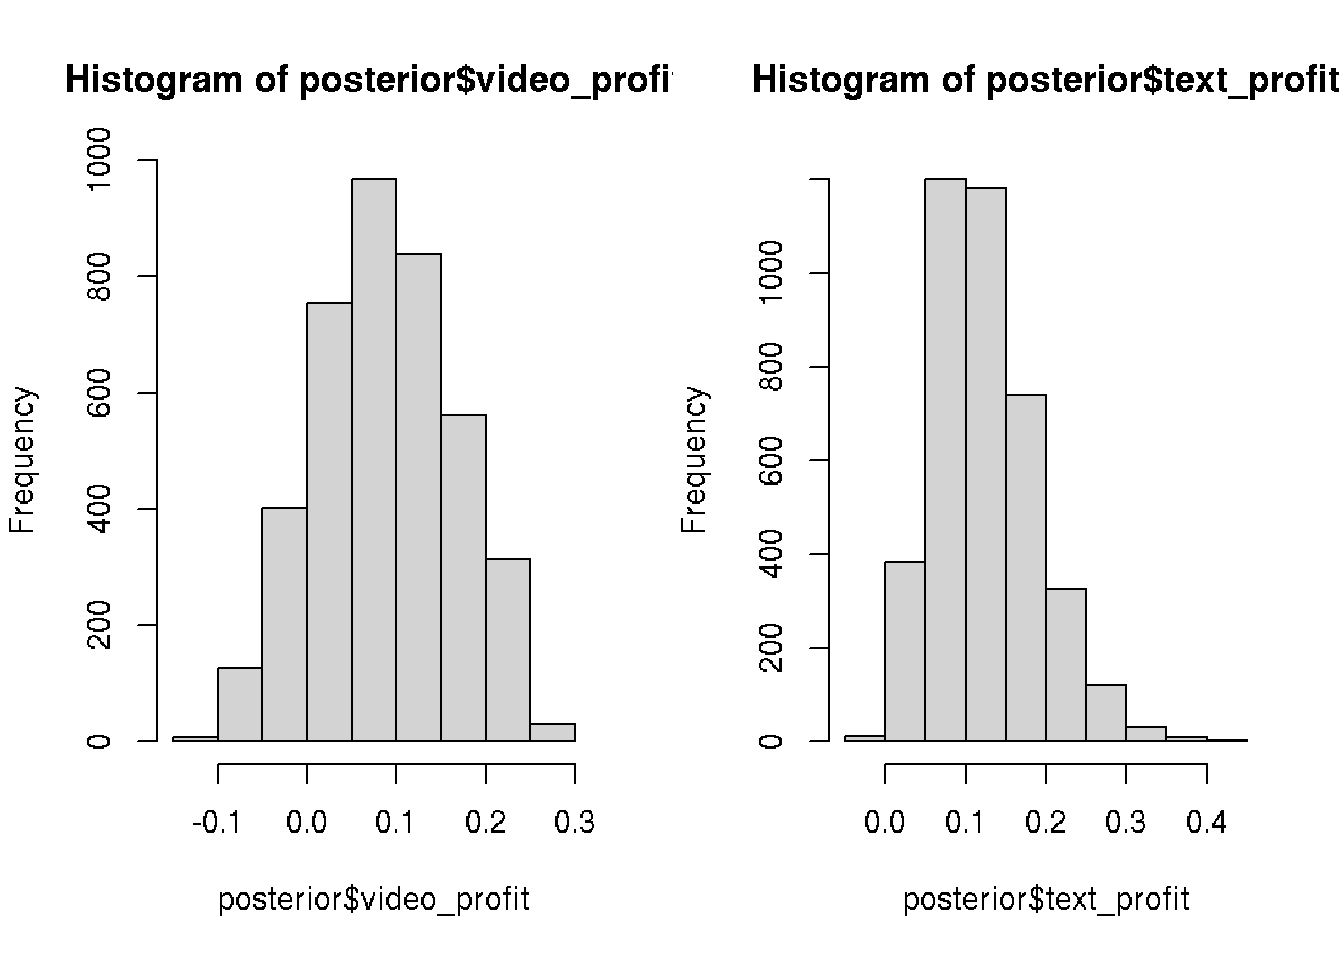 Histogram of posterior$video_profi
Frequency
0 200 400 600 800 1000
-0.1 0.0 0.1 0.2 0.3
posterior$video_profit
Histogram of posterior$text_profit
Frequency
0 200 400 600 800 1000
0.0 0.1 0.2 0.3 0.4
posterior$text_profit